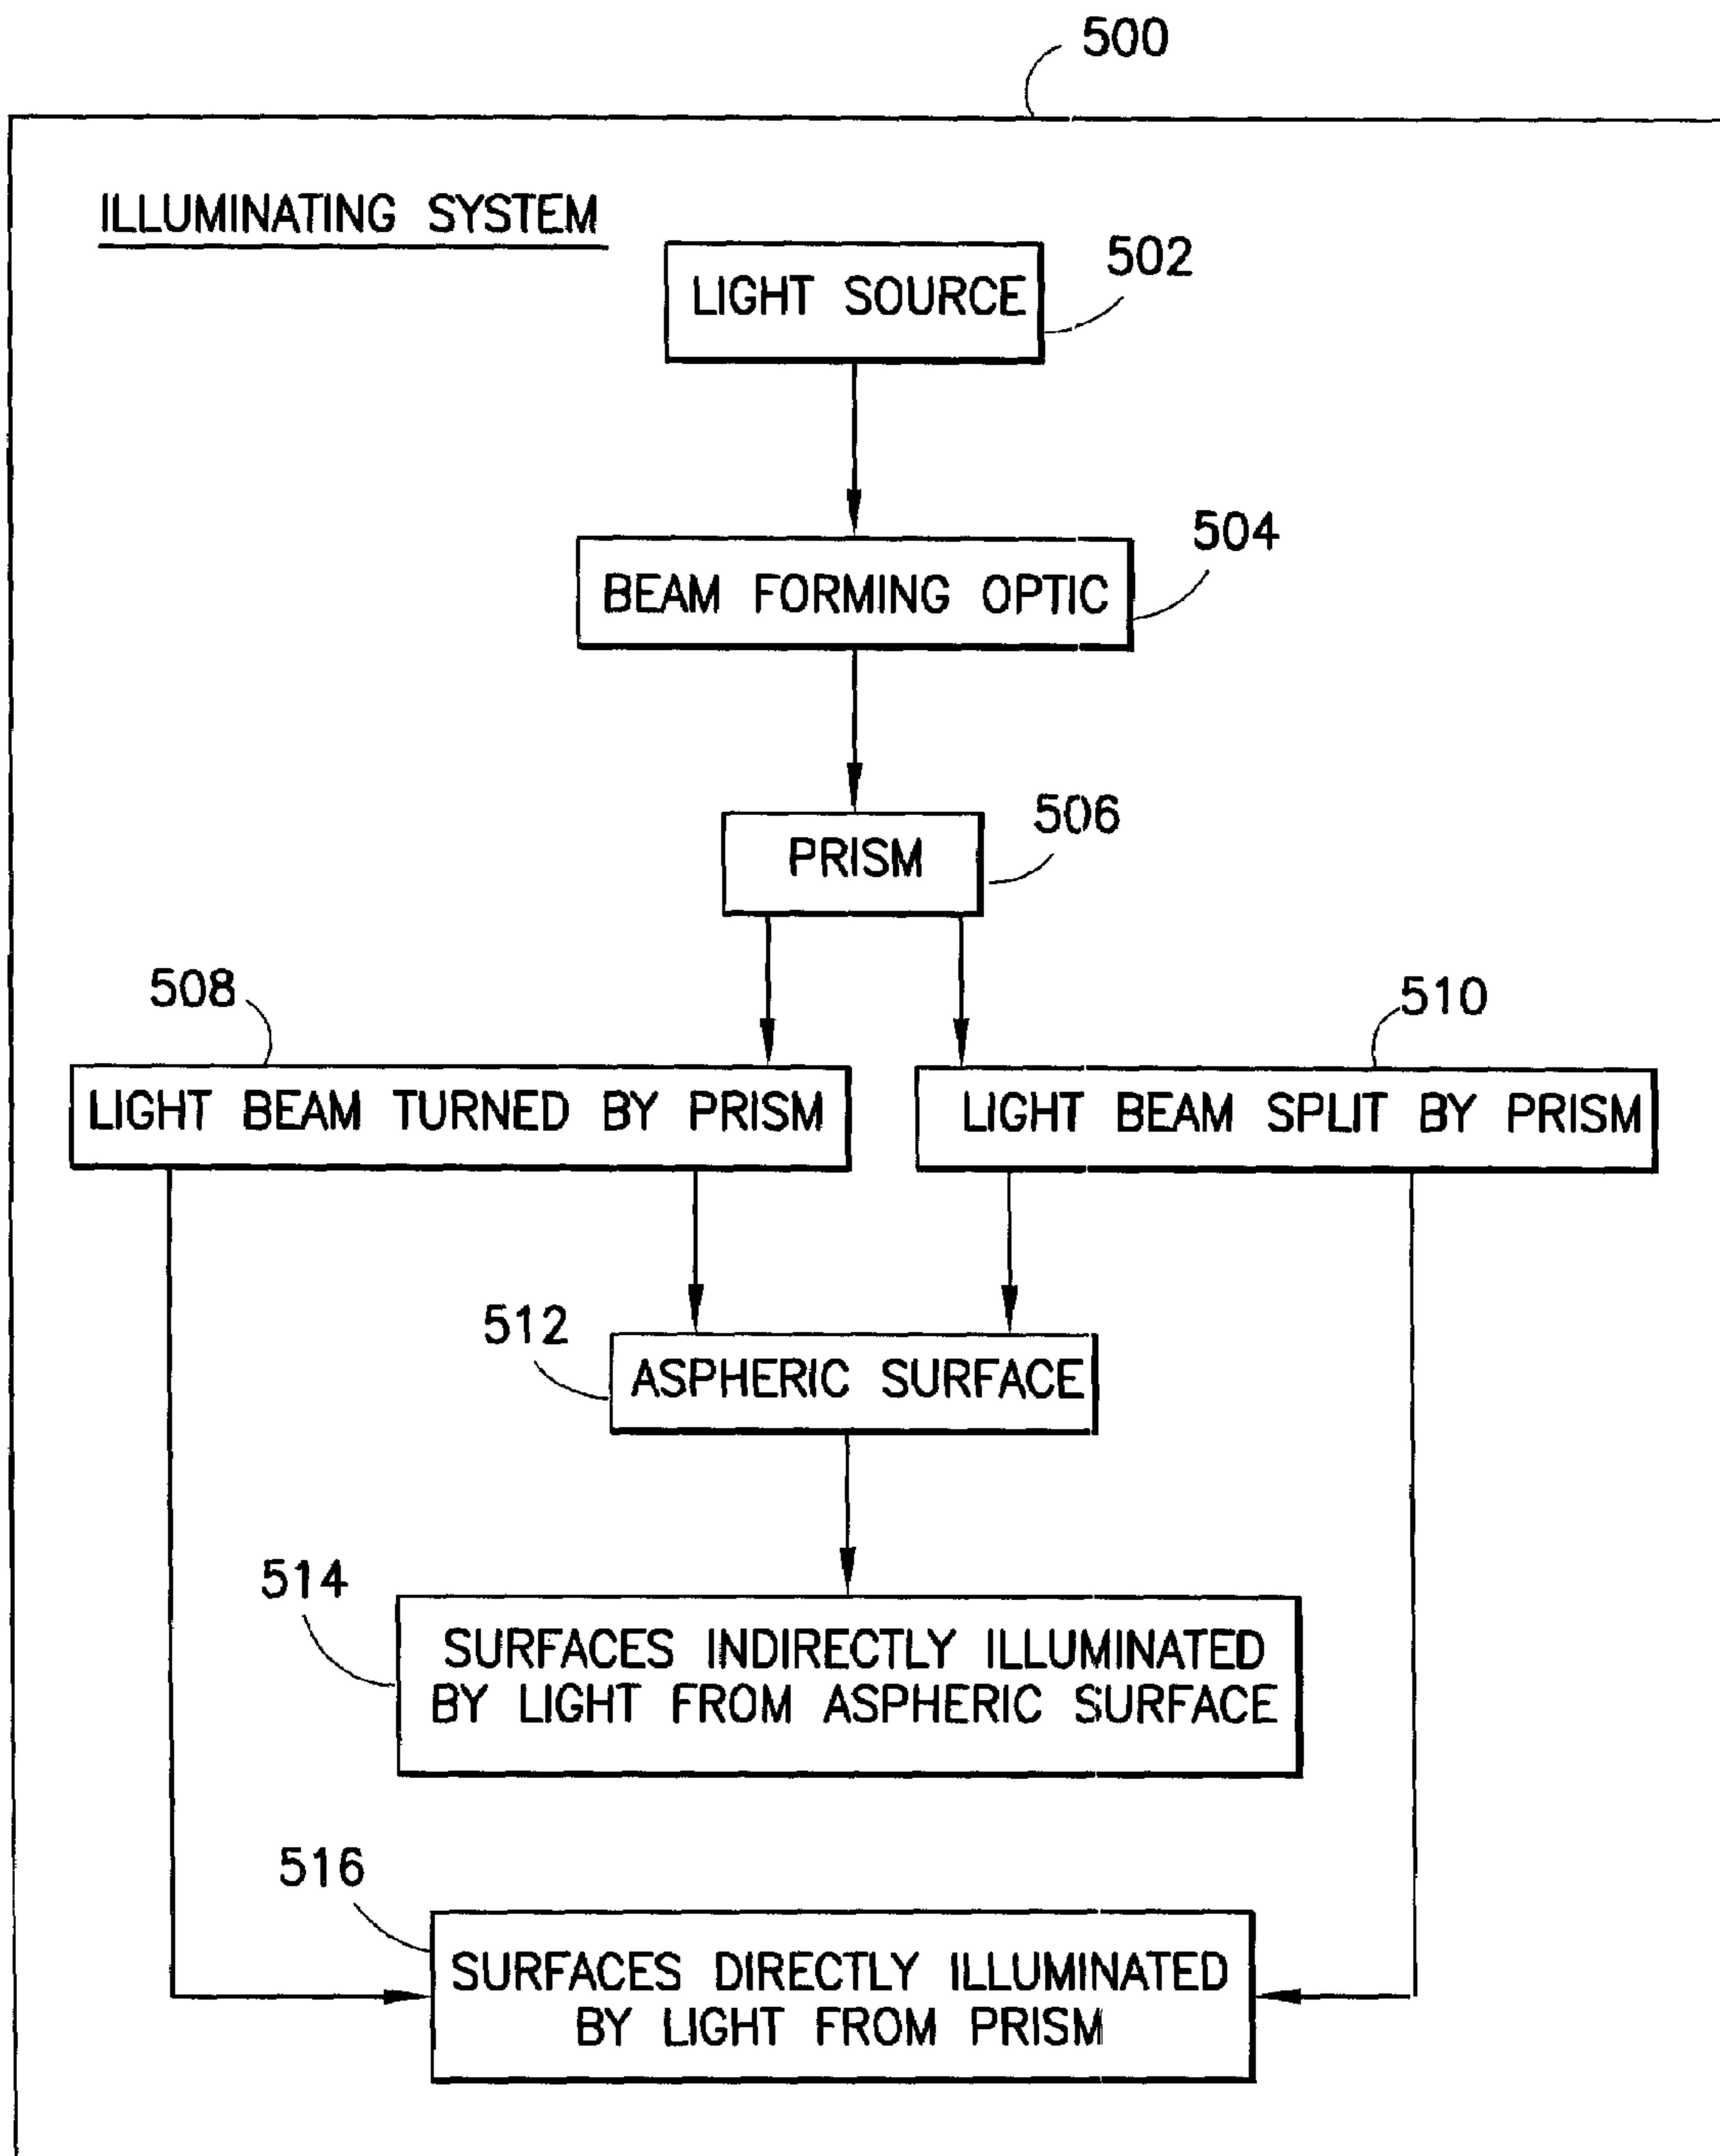 500
ILLUMINATING SYSTEM
502
LIGHT SOURCE
504
BEAM FORMING OPTIC
506
PRISM
508
510
LIGHT BEAM TURNED BY PRISM
LIGHT BEAM SPLIT BY PRISM
512
ASPHERIC SURFACE
514
SURFACES INDIRECTLY ILLUMINATED
BY LIGHT FROM ASPHERIC SURFACE
516
SURFACES DIRECTLY ILLUMINATED
BY LIGHT FROM PRISM